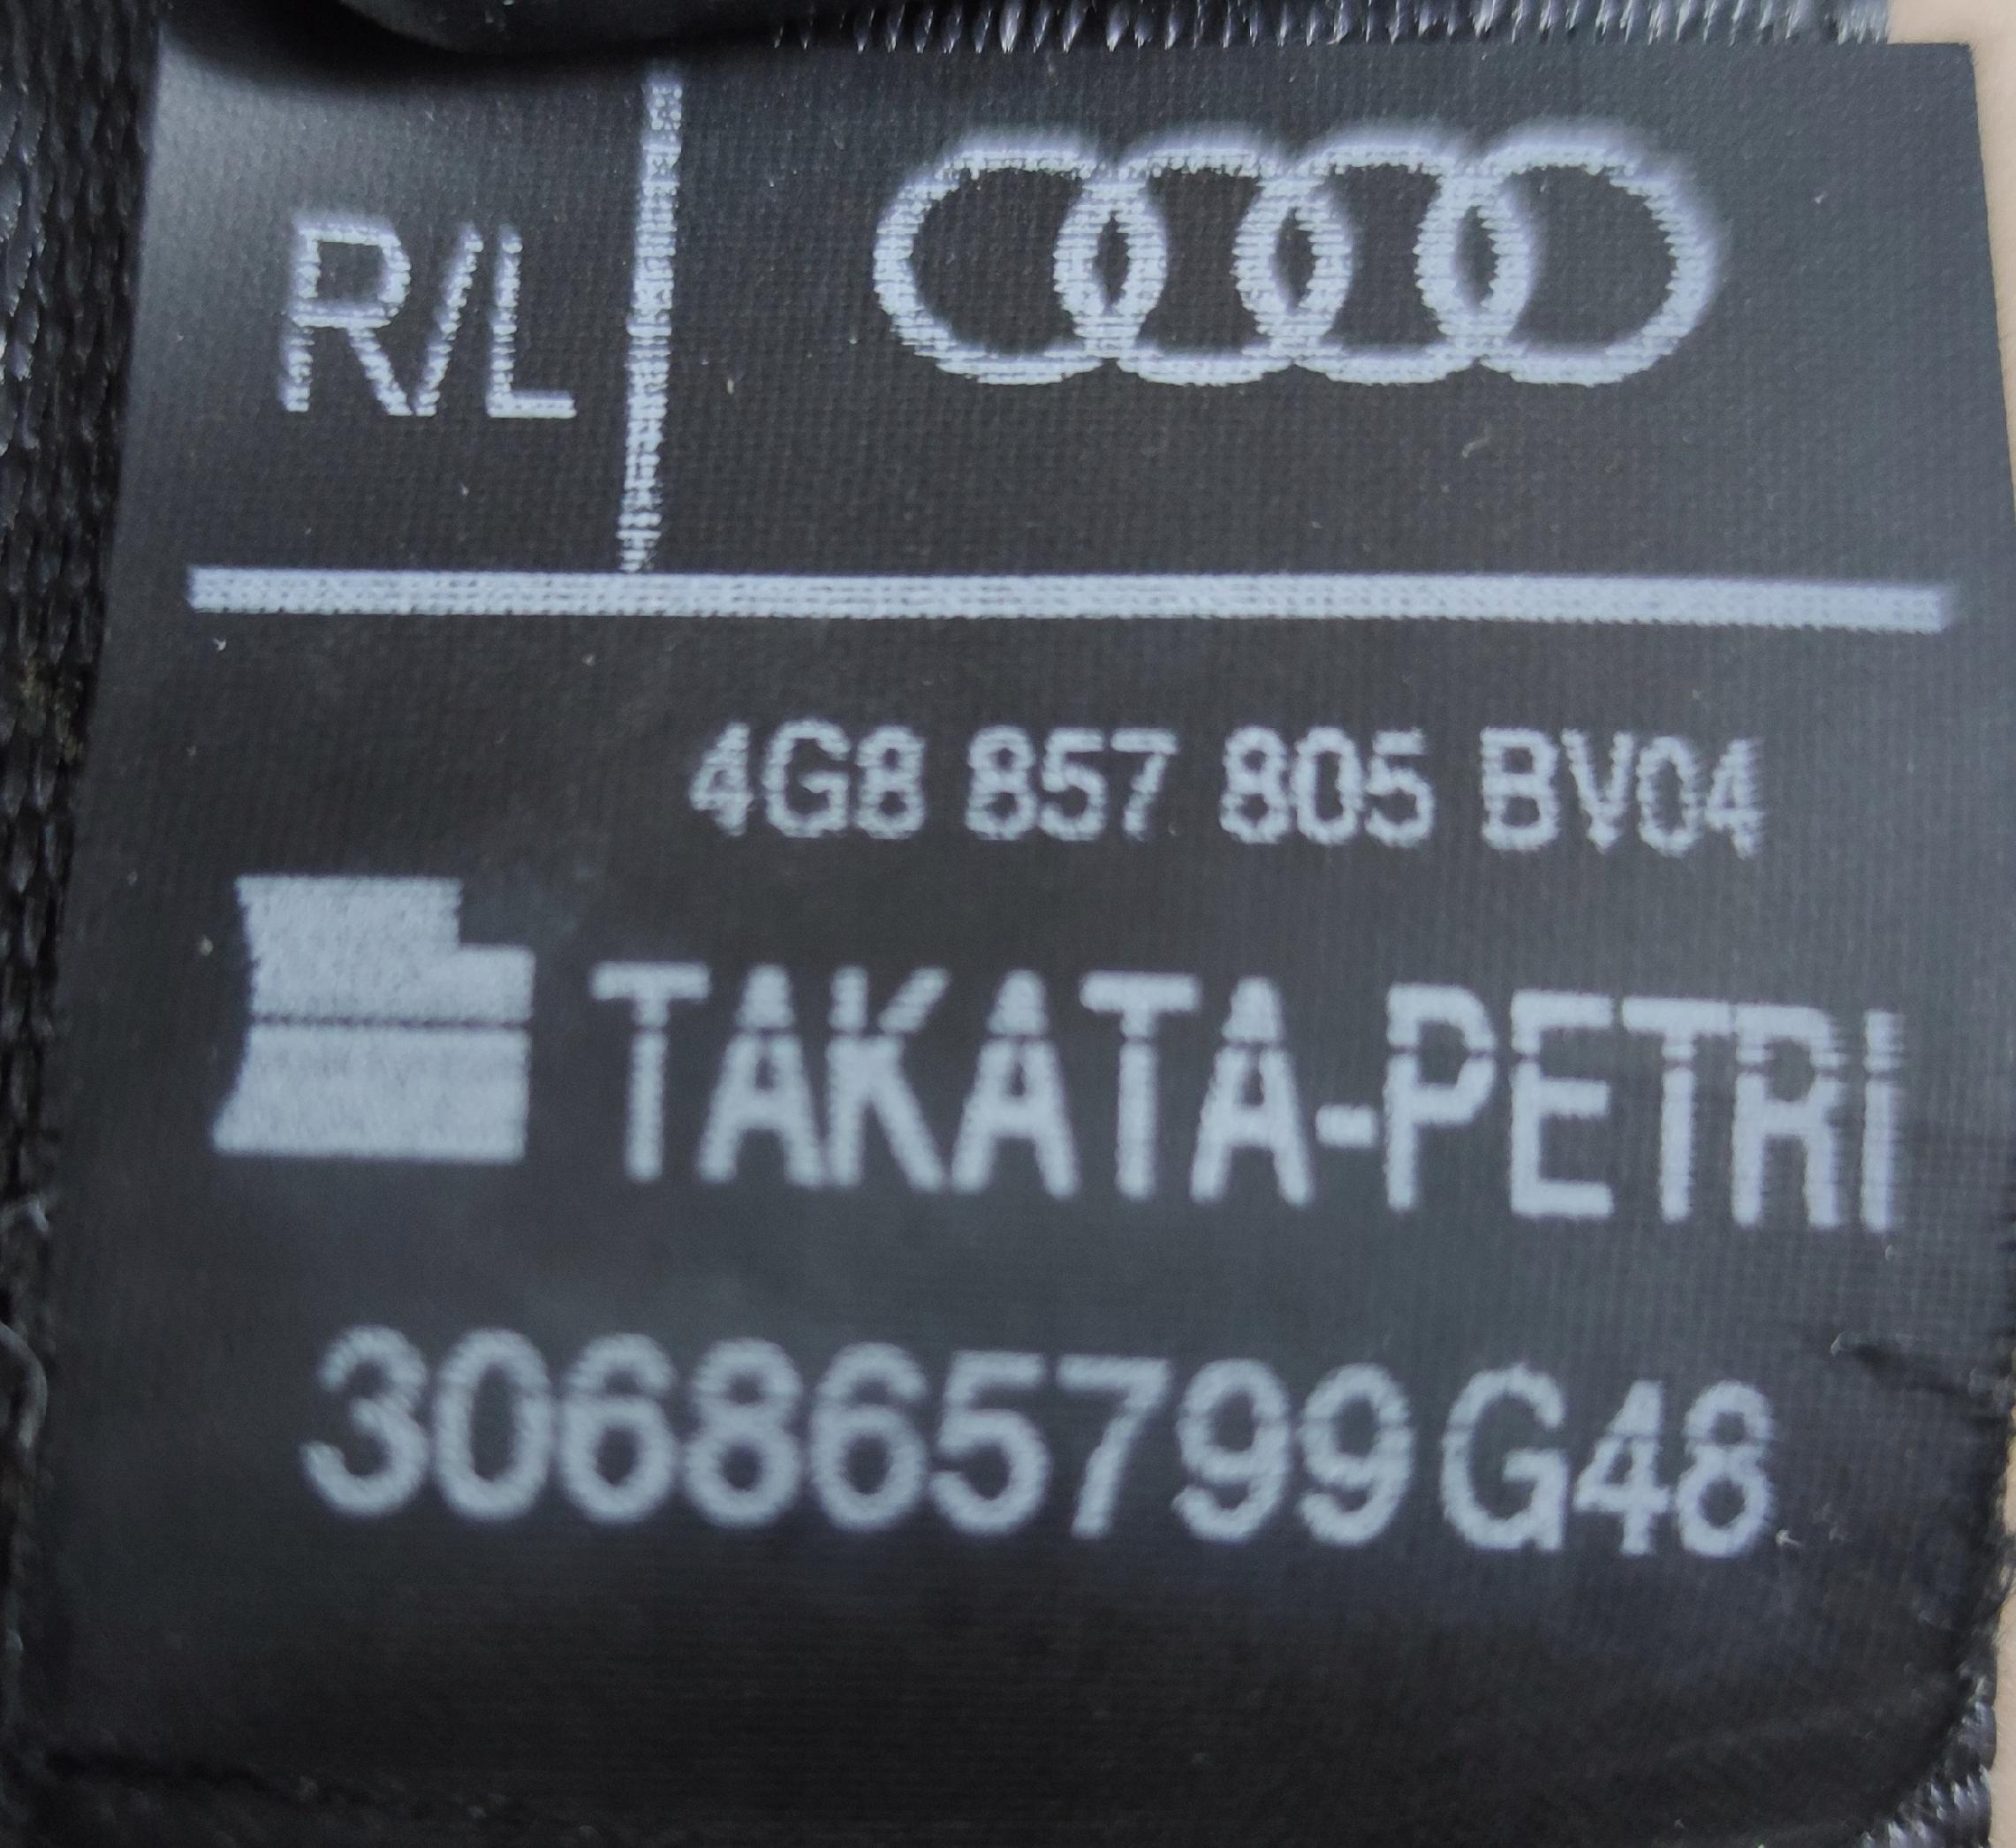 R/L
4G8 857 805 BV04
TAKATA-PETRI
306865799G48